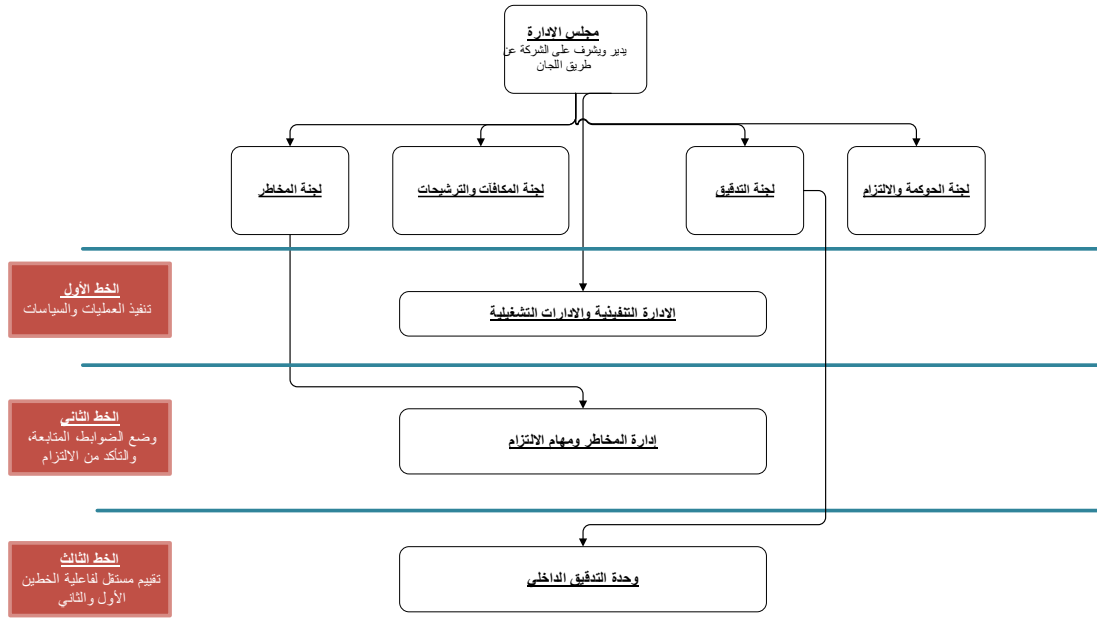 مجلس الادارة
يدير ويشرف على الشركة عن
طريق اللجان
لجنة الحوكمة والالتزام
لجنة التدقيق
لجنة المكافآت والترشيحات
لجنة المخاطر
الخط الأول
تنفيذ العمليات والسياسات
الادارة التنفيذية والادارات التشغيلية
الخط الثاني
وضع الضوابط، المتابعة،
والتأكد من الالتزام
إدارة المخاطر ومهام الالتزام
الخط الثالث
تقييم مستقل لفاعلية الخطين
الأول والثاني
وحدة التدقيق الداخلي